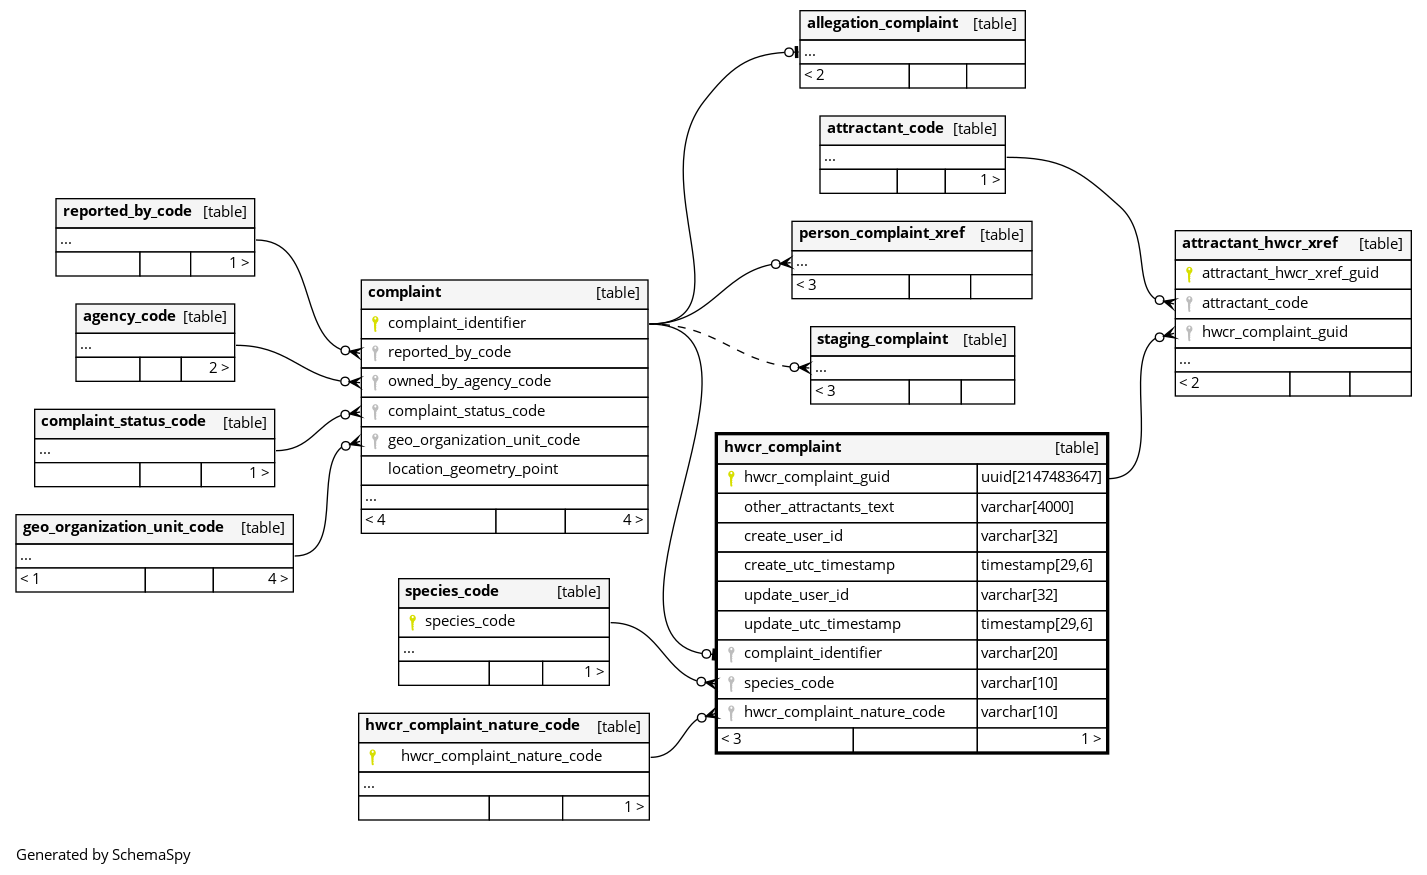 allegation_complaint [table]
...
< 2
attractant_code [table]
...
1 >
reported_by_code [table]
...
1 >
person_complaint_xref [table]
...
< 3
attractant_hwcr_xref [table]
attractant_hwcr_xref_guid
attractant_code
hwcr_complaint_guid
...
< 2
agency_code [table]
...
2 >
complaint [table]
complaint_identifier
reported_by_code
owned_by_agency_code
complaint_status_code
geo_organization_unit_code
location_geometry_point
...
< 4 4 >
staging_complaint [table]
...
< 3
complaint_status_code [table]
...
1 >
geo_organization_unit_code [table]
...
< 1 4 >
hwcr_complaint [table]
hwcr_complaint_guid uuid[2147483647]
other_attractants_text varchar[4000]
create_user_id varchar[32]
create_utc_timestamp timestamp[29,6]
update_user_id varchar[32]
update_utc_timestamp timestamp[29,6]
complaint_identifier varchar[20]
species_code varchar[10]
hwcr_complaint_nature_code varchar[10]
< 3 1 >
species_code [table]
species_code
...
1 >
hwcr_complaint_nature_code [table]
hwcr_complaint_nature_code
...
1 >
Generated by SchemaSpy